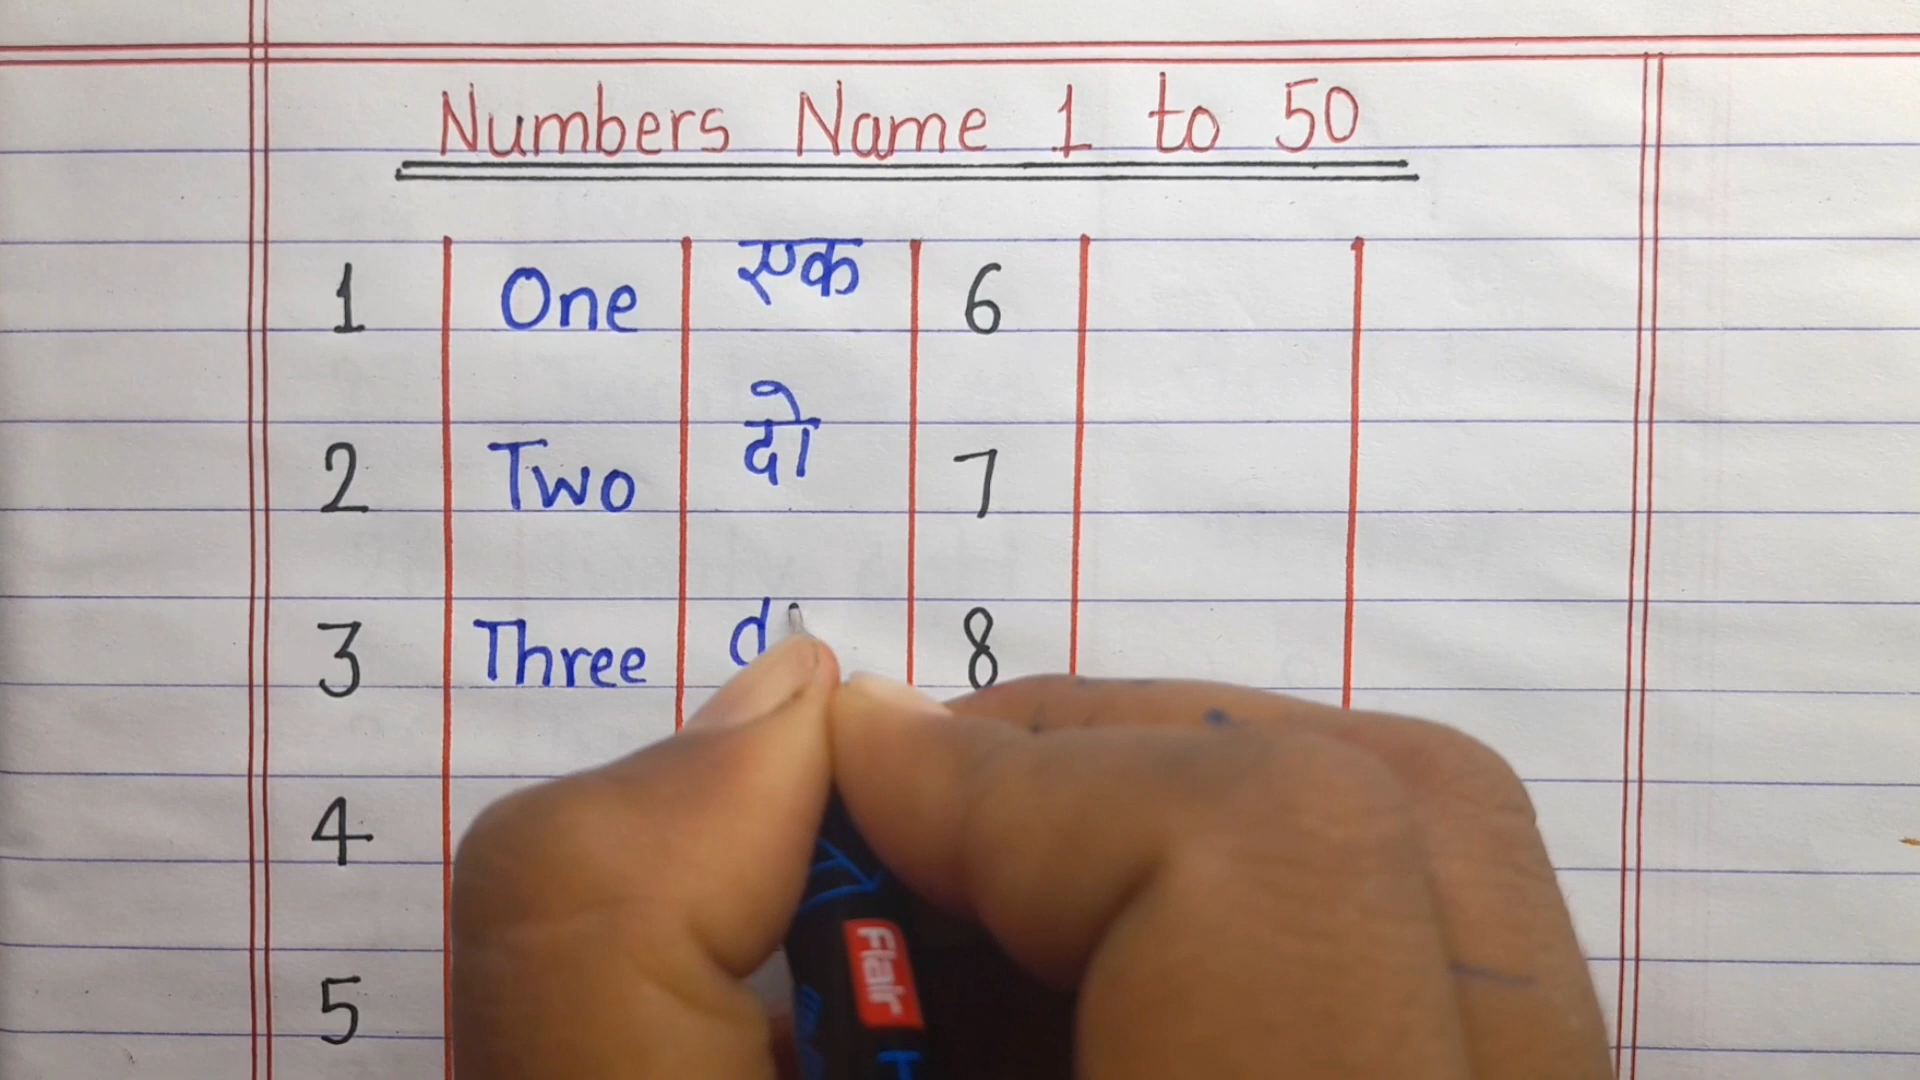 Numbers Name 1 to 50
1 One एक 6
2 Two दो 7
3 Three 8
4
5
Flair